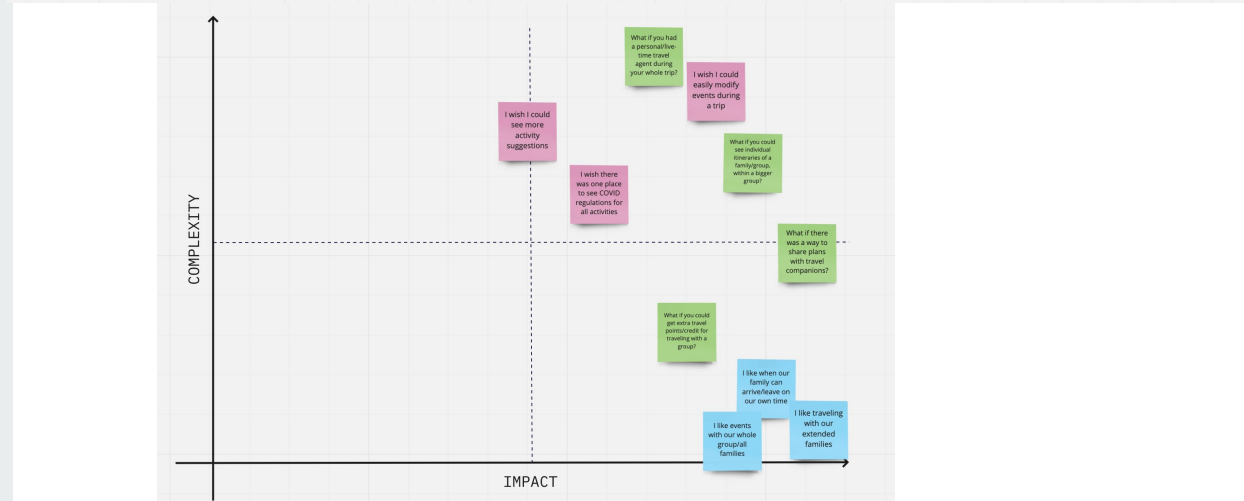 What if you had
a personal/live-
time travel
agent during
your whole trip?
I wish I could
easily modify
events during
a trip
I wish I could
see more
activity
suggestions
What if you could
see individual
itineraries of a
family/group,
within a bigger
group?
I wish there
was one place
to see COVID
regulations for
all activities
COMPLEXITY
What if there
was a way to
share plans
with travel
companions?
What if you could
get extra travel
points/credit for
traveling with a
group?
I like when our
family can
arrive/leave on
our own time
I like traveling
with our
extended
families
I like events
with our whole
group/all
families
IMPACT